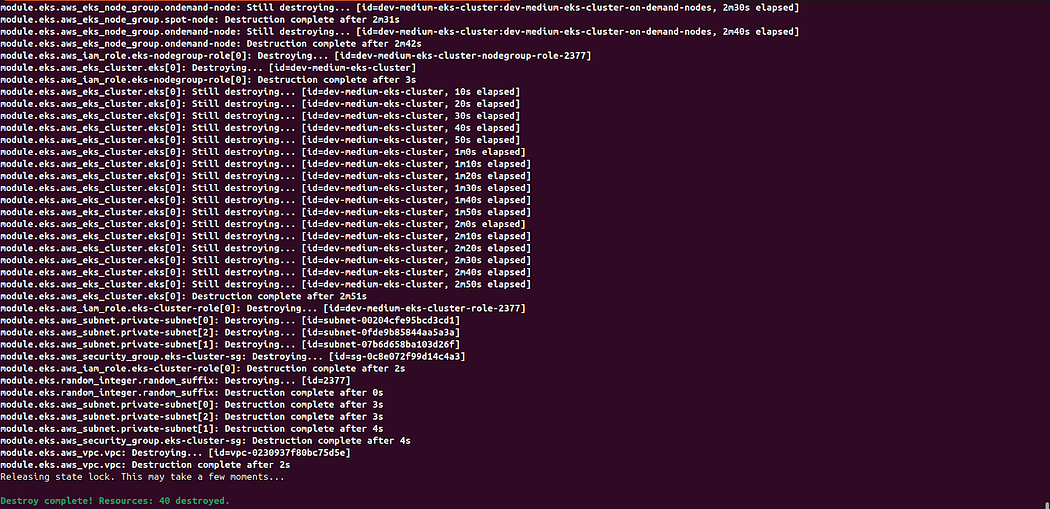 module.eks.aws_eks_node_group.ondemand-node: Still destroying... [id=dev-medium-eks-cluster:dev-medium-eks-cluster-on-demand-nodes, 2m30s elapsed]
module.eks.aws_eks_node_group.spot-node: Destruction complete after 2m31s
module.eks.aws_eks_node_group.ondemand-node: Still destroying... [id=dev-medium-eks-cluster:dev-medium-eks-cluster-on-demand-nodes, 2m40s elapsed]
module.eks.aws_eks_node_group.ondemand-node: Destruction complete after 2m42s
module.eks.aws_iam_role.eks-nodegroup-role[0]: Destroying... [id=dev-medium-eks-cluster-nodegroup-role-2377]
module.eks.aws_eks_cluster.eks[0]: Destroying... [id=dev-medium-eks-cluster]
module.eks.aws_iam_role.eks-nodegroup-role[0]: Destruction complete after 3s
module.eks.aws_eks_cluster.eks[0]: Still destroying... [id=dev-medium-eks-cluster, 10s elapsed]
module.eks.aws_eks_cluster.eks[0]: Still destroying... [id=dev-medium-eks-cluster, 20s elapsed]
module.eks.aws_eks_cluster.eks[0]: Still destroying... [id=dev-medium-eks-cluster, 30s elapsed]
module.eks.aws_eks_cluster.eks[0]: Still destroying... [id=dev-medium-eks-cluster, 40s elapsed]
module.eks.aws_eks_cluster.eks[0]: Still destroying... [id=dev-medium-eks-cluster, 50s elapsed]
module.eks.aws_eks_cluster.eks[0]: Still destroying... [id=dev-medium-eks-cluster, 1m0s elapsed]
module.eks.aws_eks_cluster.eks[0]: Still destroying... [id=dev-medium-eks-cluster, 1m10s elapsed]
module.eks.aws_eks_cluster.eks[0]: Still destroying... [id=dev-medium-eks-cluster, 1m20s elapsed]
module.eks.aws_eks_cluster.eks[0]: Still destroying... [id=dev-medium-eks-cluster, 1m30s elapsed]
module.eks.aws_eks_cluster.eks[0]: Still destroying... [id=dev-medium-eks-cluster, 1m40s elapsed]
module.eks.aws_eks_cluster.eks[0]: Still destroying... [id=dev-medium-eks-cluster, 1m50s elapsed]
module.eks.aws_eks_cluster.eks[0]: Still destroying... [id=dev-medium-eks-cluster, 2m0s elapsed]
module.eks.aws_eks_cluster.eks[0]: Still destroying... [id=dev-medium-eks-cluster, 2m10s elapsed]
module.eks.aws_eks_cluster.eks[0]: Still destroying... [id=dev-medium-eks-cluster, 2m20s elapsed]
module.eks.aws_eks_cluster.eks[0]: Still destroying... [id=dev-medium-eks-cluster, 2m30s elapsed]
module.eks.aws_eks_cluster.eks[0]: Still destroying... [id=dev-medium-eks-cluster, 2m40s elapsed]
module.eks.aws_eks_cluster.eks[0]: Still destroying... [id=dev-medium-eks-cluster, 2m50s elapsed]
module.eks.aws_eks_cluster.eks[0]: Destruction complete after 2m51s
module.eks.aws_iam_role.eks-cluster-role[0]: Destroying... [id=dev-medium-eks-cluster-role-2377]
module.eks.aws_subnet.private-subnet[0]: Destroying... [id=subnet-00204cfe95bcd3cd1]
module.eks.aws_subnet.private-subnet[2]: Destroying... [id=subnet-0fde9b85844aa5a3a]
module.eks.aws_subnet.private-subnet[1]: Destroying... [id=subnet-07b6d658ba103d26f]
module.eks.aws_security_group.eks-cluster-sg: Destroying... [id=sg-0c8e072f99d14c4a3]
module.eks.aws_iam_role.eks-cluster-role[0]: Destruction complete after 2s
module.eks.random_integer.random_suffix: Destroying... [id=2377]
module.eks.random_integer.random_suffix: Destruction complete after 0s
module.eks.aws_subnet.private-subnet[0]: Destruction complete after 3s
module.eks.aws_subnet.private-subnet[2]: Destruction complete after 3s
module.eks.aws_subnet.private-subnet[1]: Destruction complete after 4s
module.eks.aws_security_group.eks-cluster-sg: Destruction complete after 4s
module.eks.aws_vpc.vpc: Destroying... [id=vpc-0230937f80bc75d5e]
module.eks.aws_vpc.vpc: Destruction complete after 2s
Releasing state lock. This may take a few moments...
Destroy complete! Resources: 40 destroyed.